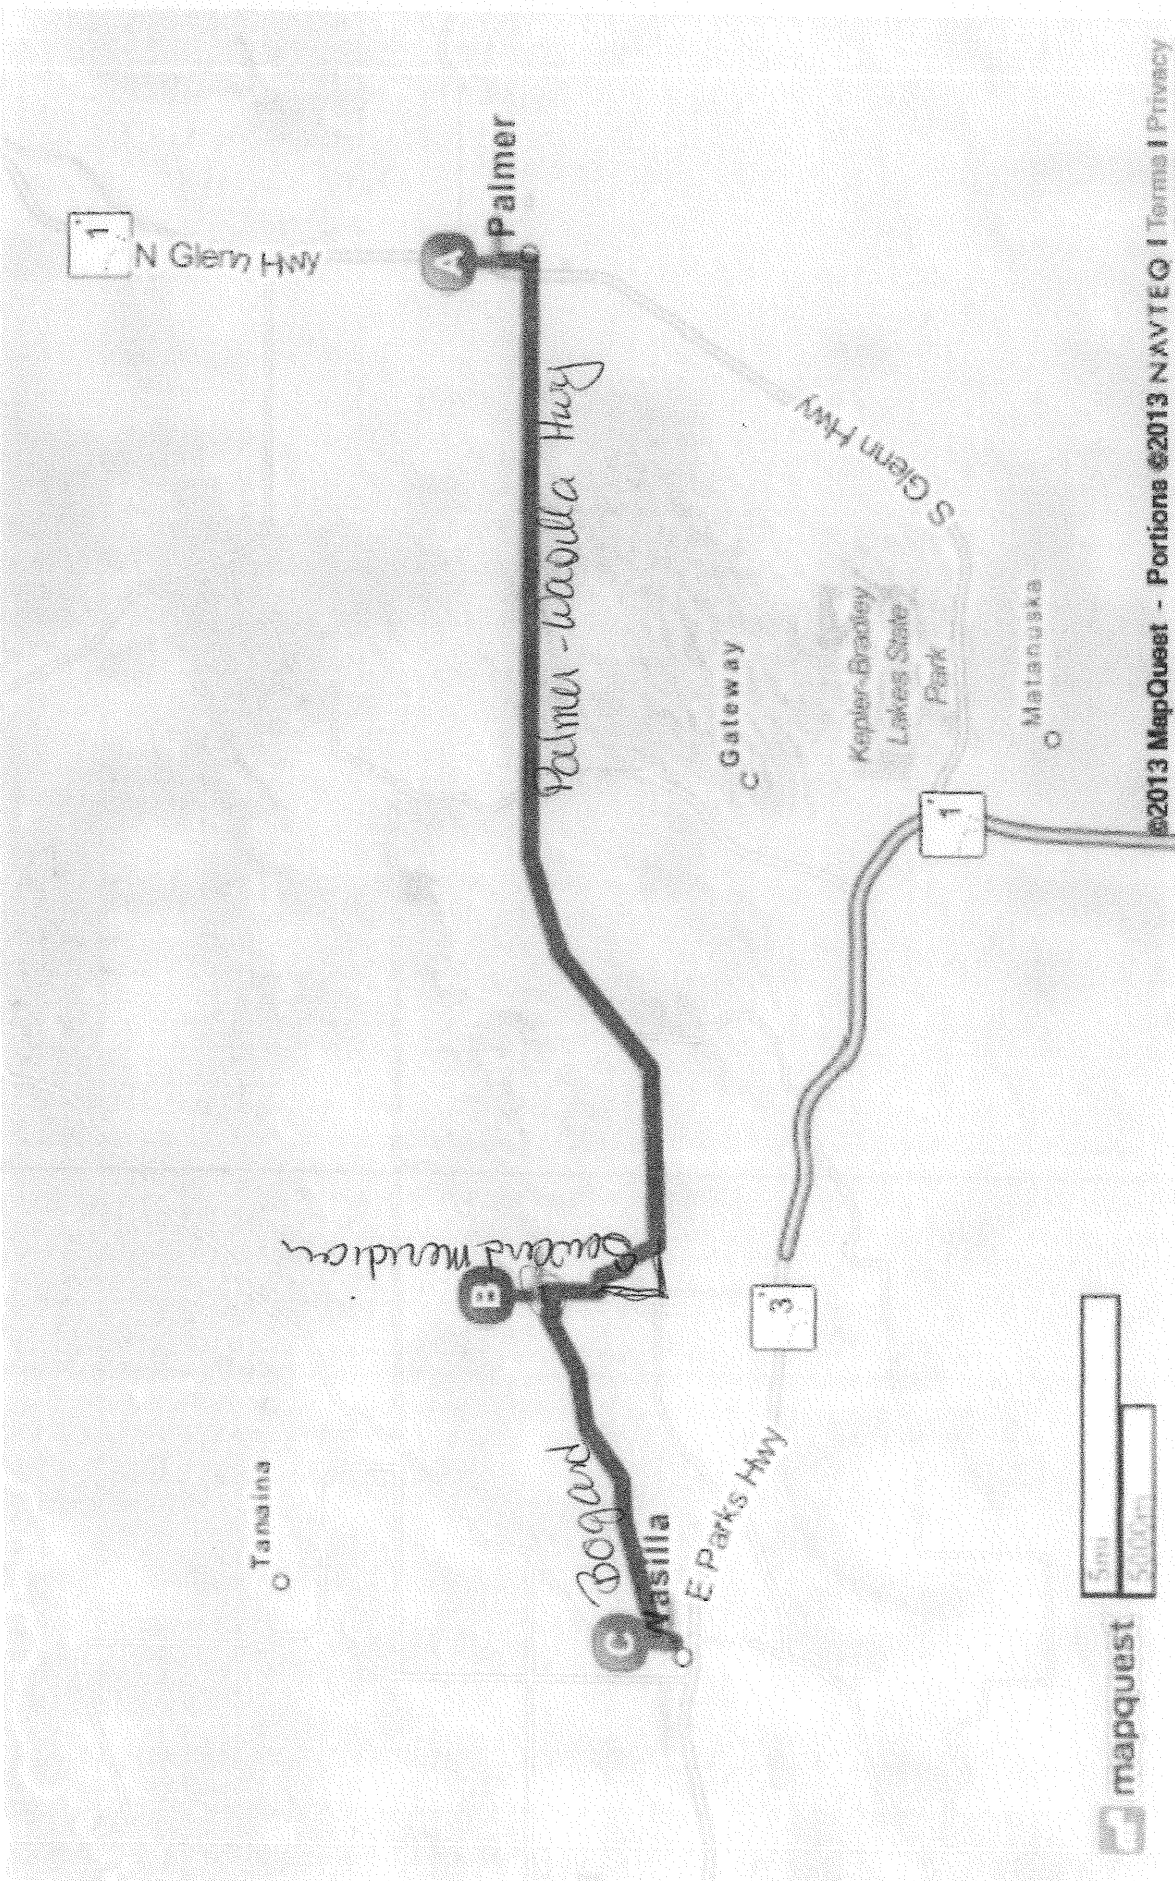 1
N Glenn Hwy
A
Palmer
Palmer-Wasilla Hwy
S Glenn Hwy
Gateway
Kepler-Bradley
Lakes State
Park
Matanuska
1
B
meridian
3
Tanaina
Bogard
C
Wasilla
E Parks Hwy
5mi
5000m
mapquest
©2013 MapQuest - Portions ©2013 NAVTEQ | Terms | Privacy